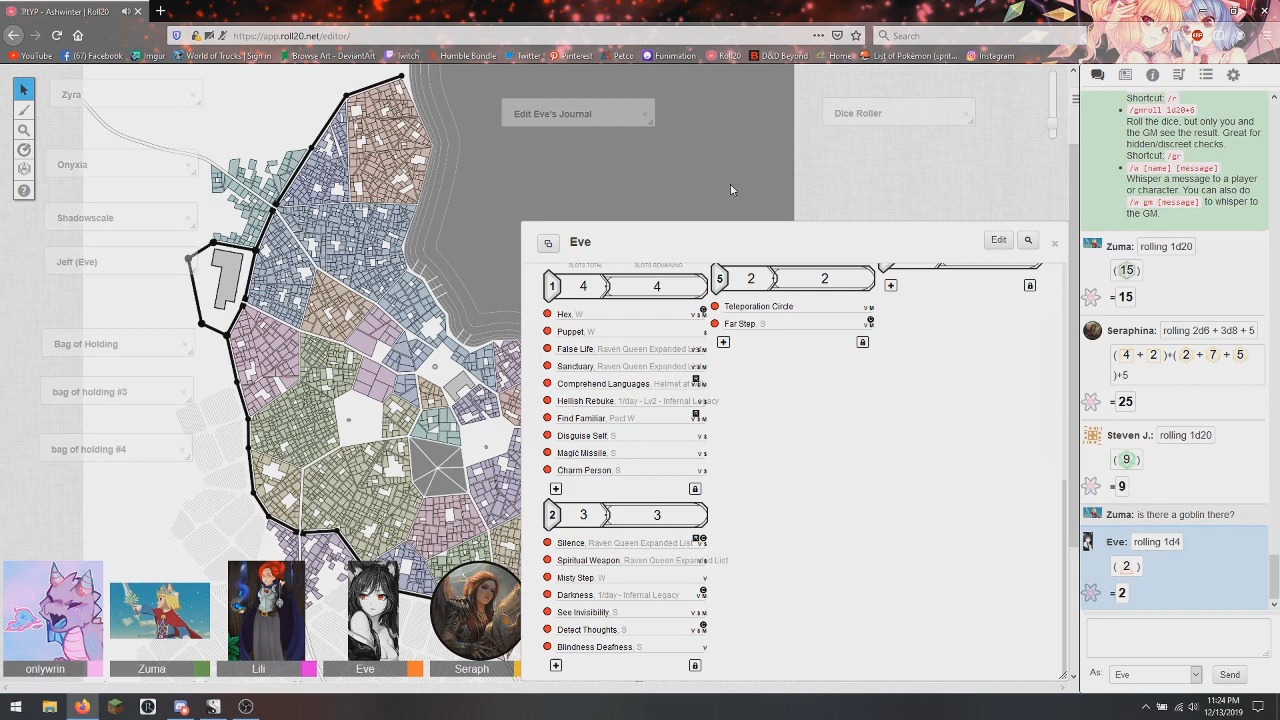 TftYP - Ashwinter | Roll20
https://app.roll20.net/editor/
Search
YouTube
(2) Facebook
Imgur
World of Trucks | Sign in
Browse Art - DeviantArt
Twitch
Humble Bundle
Twitter
Pinterest
Petco
Funimation
Roll20
D&D Beyond
Home
List of Pokémon (sprit...
Instagram
Zyra
Onyxia
Shadowscale
Jeff (Eve)
Bag of Holding
bag of holding #3
bag of holding #4
Edit Eve's Journal
Dice Roller
Eve
Edit
SLOTS TOTAL SLOTS REMAINING
1 4 4
Hex, W
Puppet, W
False Life, Raven Queen Expanded List
Sanctuary, Raven Queen Expanded List
Comprehend Languages, Helmet at
Hellish Rebuke, 1/day - Lv2 - Infernal Legacy
Find Familiar, Pact W
Disguise Self, S
Magic Missile, S
Charm Person, S
2 3 3
Silence, Raven Queen Expanded List
Spiritual Weapon, Raven Queen Expanded List
Misty Step, W
Darkness, 1/day - Infernal Legacy
See Invisibility, S
Detect Thoughts, S
Blindness Deafness, S
5 2 2
Teleporation Circle
Far Step, S
Shortcut: /r
/gmroll 1d20+6
Roll the dice, but only you and
the GM see the result. Great for
hidden/discreet checks.
Shortcut: /gr
/w [name] [message]
Whisper a message to a player
or character. You can also do
/w gm [message] to whisper to
the GM.
Zuma: rolling 1d20
( 15 )
= 15
Seraphina: rolling 2d6 + 3d8 + 5
( 4 + 2 )+( 2 + 7 + 5
)+5
= 25
Steven J.: rolling 1d20
( 9 )
= 9
Zuma: is there a goblin there?
Eve: rolling 1d4
( 2 )
= 2
As: Eve
Send
onlywrin
Zuma
Lili
Eve
Seraph
11:24 PM
12/13/2019